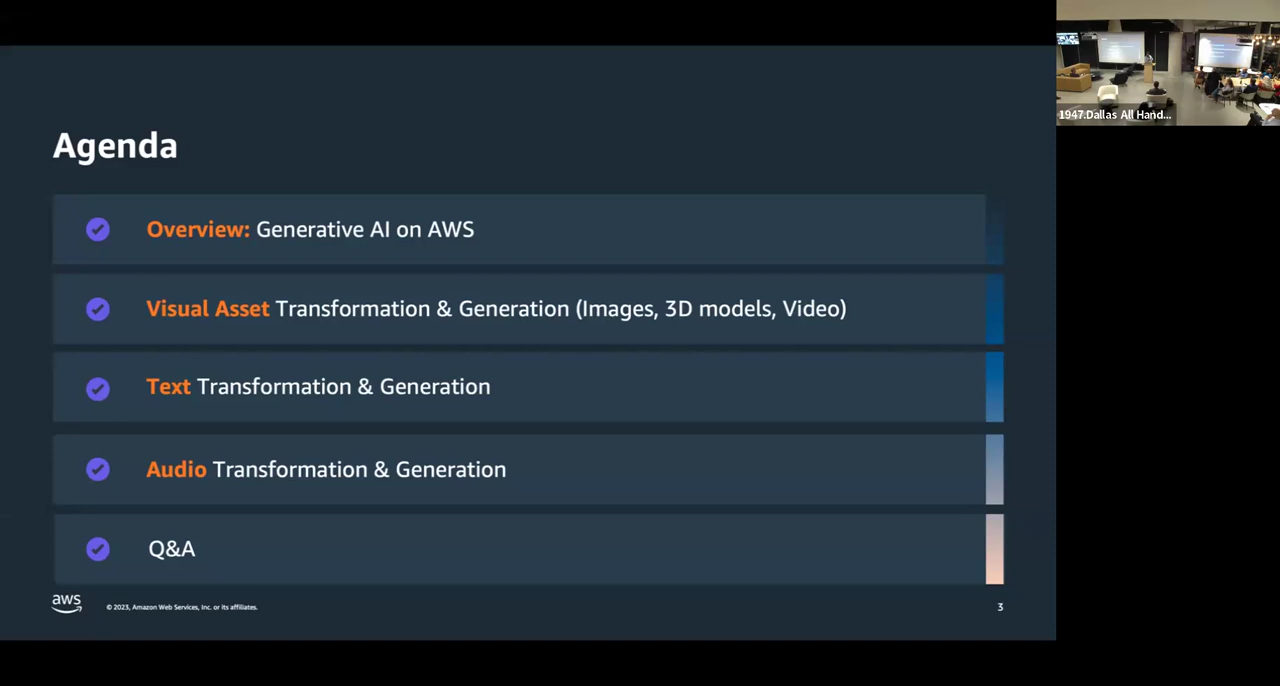 Agenda
Overview: Generative AI on AWS
Visual Asset Transformation & Generation (Images, 3D models, Video)
Text Transformation & Generation
Audio Transformation & Generation
Q&A
aws
© 2023, Amazon Web Services, Inc. or its affiliates.
3
1947.Dallas All Hand...